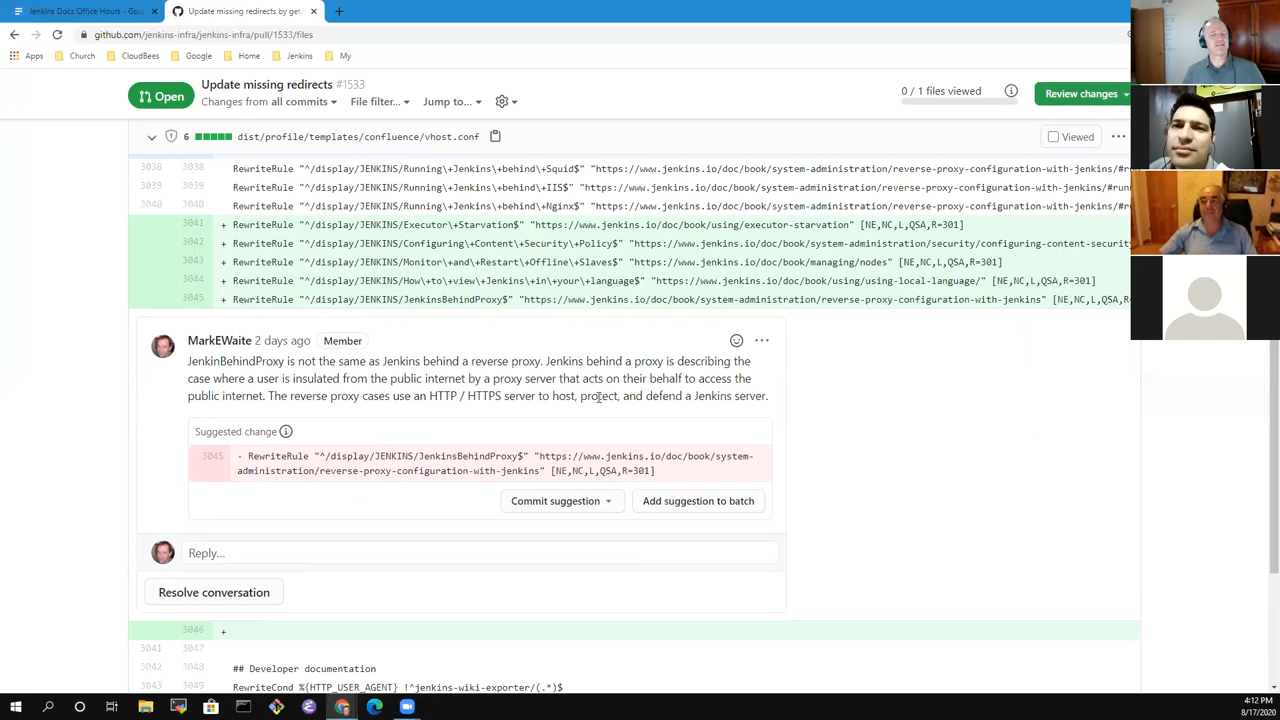 Jenkins Docs Office Hours - Goo
Update missing redirects by get
github.com/jenkins-infra/jenkins-infra/pull/1533/files
Apps Church CloudBees Google Home Jenkins My
Update missing redirects #1533
Open
Changes from all commits File filter... Jump to...
0 / 1 files viewed
Review changes
6 dist/profile/templates/confluence/vhost.conf
Viewed
3038 3038 RewriteRule "^/display/JENKINS/Running\+Jenkins\+behind\+Squid$" "https://www.jenkins.io/doc/book/system-administration/reverse-proxy-configuration-with-jenkins/#run
3039 3039 RewriteRule "^/display/JENKINS/Running\+Jenkins\+behind\+IIS$" "https://www.jenkins.io/doc/book/system-administration/reverse-proxy-configuration-with-jenkins/#runni
3040 3040 RewriteRule "^/display/JENKINS/Running\+Jenkins\+behind\+Nginx$" "https://www.jenkins.io/doc/book/system-administration/reverse-proxy-configuration-with-jenkins/#run
3041 + RewriteRule "^/display/JENKINS/Executor\+Starvation$" "https://www.jenkins.io/doc/book/using/executor-starvation" [NE,NC,L,QSA,R=301]
3042 + RewriteRule "^/display/JENKINS/Configuring\+Content\+Security\+Policy$" "https://www.jenkins.io/doc/book/system-administration/security/configuring-content-securit
3043 + RewriteRule "^/display/JENKINS/Monitor\+and\+Restart\+Offline\+Slaves$" "https://www.jenkins.io/doc/book/managing/nodes" [NE,NC,L,QSA,R=301]
3044 + RewriteRule "^/display/JENKINS/How\+to\+view\+Jenkins\+in\+your\+language$" "https://www.jenkins.io/doc/book/using/using-local-language/" [NE,NC,L,QSA,R=301]
3045 + RewriteRule "^/display/JENKINS/JenkinsBehindProxy$" "https://www.jenkins.io/doc/book/system-administration/reverse-proxy-configuration-with-jenkins" [NE,NC,L,QSA,R
MarkEWaite 2 days ago Member
JenkinBehindProxy is not the same as Jenkins behind a reverse proxy. Jenkins behind a proxy is describing the
case where a user is insulated from the public internet by a proxy server that acts on their behalf to access the
public internet. The reverse proxy cases use an HTTP / HTTPS server to host, project, and defend a Jenkins server.
Suggested change
3045 - RewriteRule "^/display/JENKINS/JenkinsBehindProxy$" "https://www.jenkins.io/doc/book/system-
administration/reverse-proxy-configuration-with-jenkins" [NE,NC,L,QSA,R=301]
Commit suggestion Add suggestion to batch
Reply...
Resolve conversation
3046 +
3041 3047
3042 3048 ## Developer documentation
3043 3049 RewriteCond %{HTTP_USER_AGENT} !^jenkins-wiki-exporter/(.*)$
4:12 PM
8/17/2020